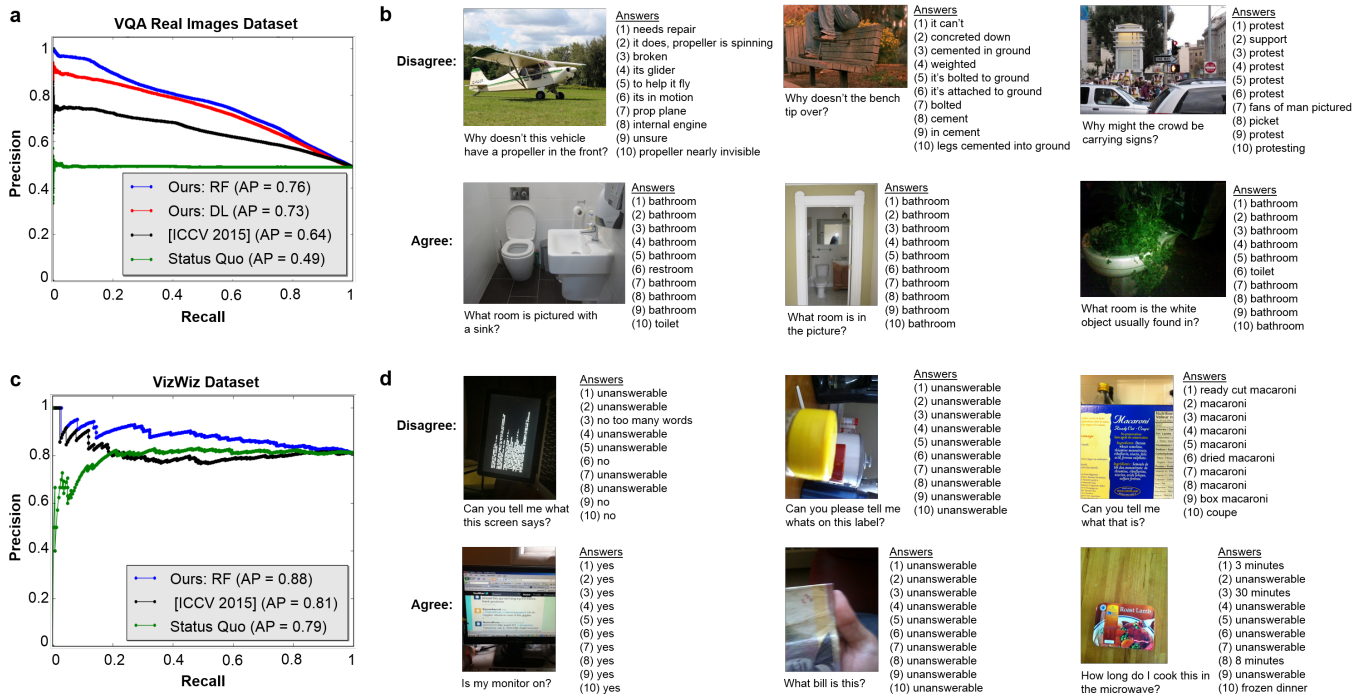 a
VQA Real Images Dataset
1
0.8
0.6
0.4
0.2
0
0
0.2
0.4
0.6
0.8
1
Precision
Recall
Ours: RF (AP = 0.76)
Ours: DL (AP = 0.73)
[ICCV 2015] (AP = 0.64)
Status Quo (AP = 0.49)
b
Disagree:
Why doesn't this vehicle
have a propeller in the front?
Answers
(1) needs repair
(2) it does, propeller is spinning
(3) broken
(4) its glider
(5) to help it fly
(6) its in motion
(7) prop plane
(8) internal engine
(9) unsure
(10) propeller nearly invisible
Why doesn't the bench
tip over?
Answers
(1) it can't
(2) concreted down
(3) cemented in ground
(4) weighted
(5) it's bolted to ground
(6) it's attached to ground
(7) bolted
(8) cement
(9) in cement
(10) legs cemented into ground
Why might the crowd be
carrying signs?
Answers
(1) protest
(2) support
(3) protest
(4) protest
(5) protest
(6) protest
(7) fans of man pictured
(8) picket
(9) protest
(10) protesting
Agree:
What room is pictured with
a sink?
Answers
(1) bathroom
(2) bathroom
(3) bathroom
(4) bathroom
(5) bathroom
(6) restroom
(7) bathroom
(8) bathroom
(9) bathroom
(10) toilet
What room is in
the picture?
Answers
(1) bathroom
(2) bathroom
(3) bathroom
(4) bathroom
(5) bathroom
(6) bathroom
(7) bathroom
(8) bathroom
(9) bathroom
(10) bathroom
What room is the white
object usually found in?
Answers
(1) bathroom
(2) bathroom
(3) bathroom
(4) bathroom
(5) bathroom
(6) toilet
(7) bathroom
(8) bathroom
(9) bathroom
(10) bathroom
c
VizWiz Dataset
1
0.8
0.6
0.4
0.2
0
0
0.2
0.4
0.6
0.8
1
Precision
Recall
Ours: RF (AP = 0.88)
[ICCV 2015] (AP = 0.81)
Status Quo (AP = 0.79)
d
Disagree:
Can you tell me what
this screen says?
Answers
(1) unanswerable
(2) unanswerable
(3) no too many words
(4) unanswerable
(5) unanswerable
(6) no
(7) unanswerable
(8) unanswerable
(9) no
(10) no
Can you please tell me
whats on this label?
Answers
(1) unanswerable
(2) unanswerable
(3) unanswerable
(4) unanswerable
(5) unanswerable
(6) unanswerable
(7) unanswerable
(8) unanswerable
(9) unanswerable
(10) unanswerable
Macaroni
Ready Cut - Coupe
Can you tell me
what that is?
Answers
(1) ready cut macaroni
(2) macaroni
(3) macaroni
(4) macaroni
(5) macaroni
(6) dried macaroni
(7) macaroni
(8) macaroni
(9) box macaroni
(10) coupe
Agree:
Is my monitor on?
Answers
(1) yes
(2) yes
(3) yes
(4) yes
(5) yes
(6) yes
(7) yes
(8) yes
(9) yes
(10) yes
What bill is this?
Answers
(1) unanswerable
(2) unanswerable
(3) unanswerable
(4) unanswerable
(5) unanswerable
(6) unanswerable
(7) unanswerable
(8) unanswerable
(9) unanswerable
(10) unanswerable
Roast Lamb
How long do I cook this in
the microwave?
Answers
(1) 3 minutes
(2) unanswerable
(3) 30 minutes
(4) unanswerable
(5) unanswerable
(6) unanswerable
(7) unanswerable
(8) 8 minutes
(9) unanswerable
(10) frozen dinner